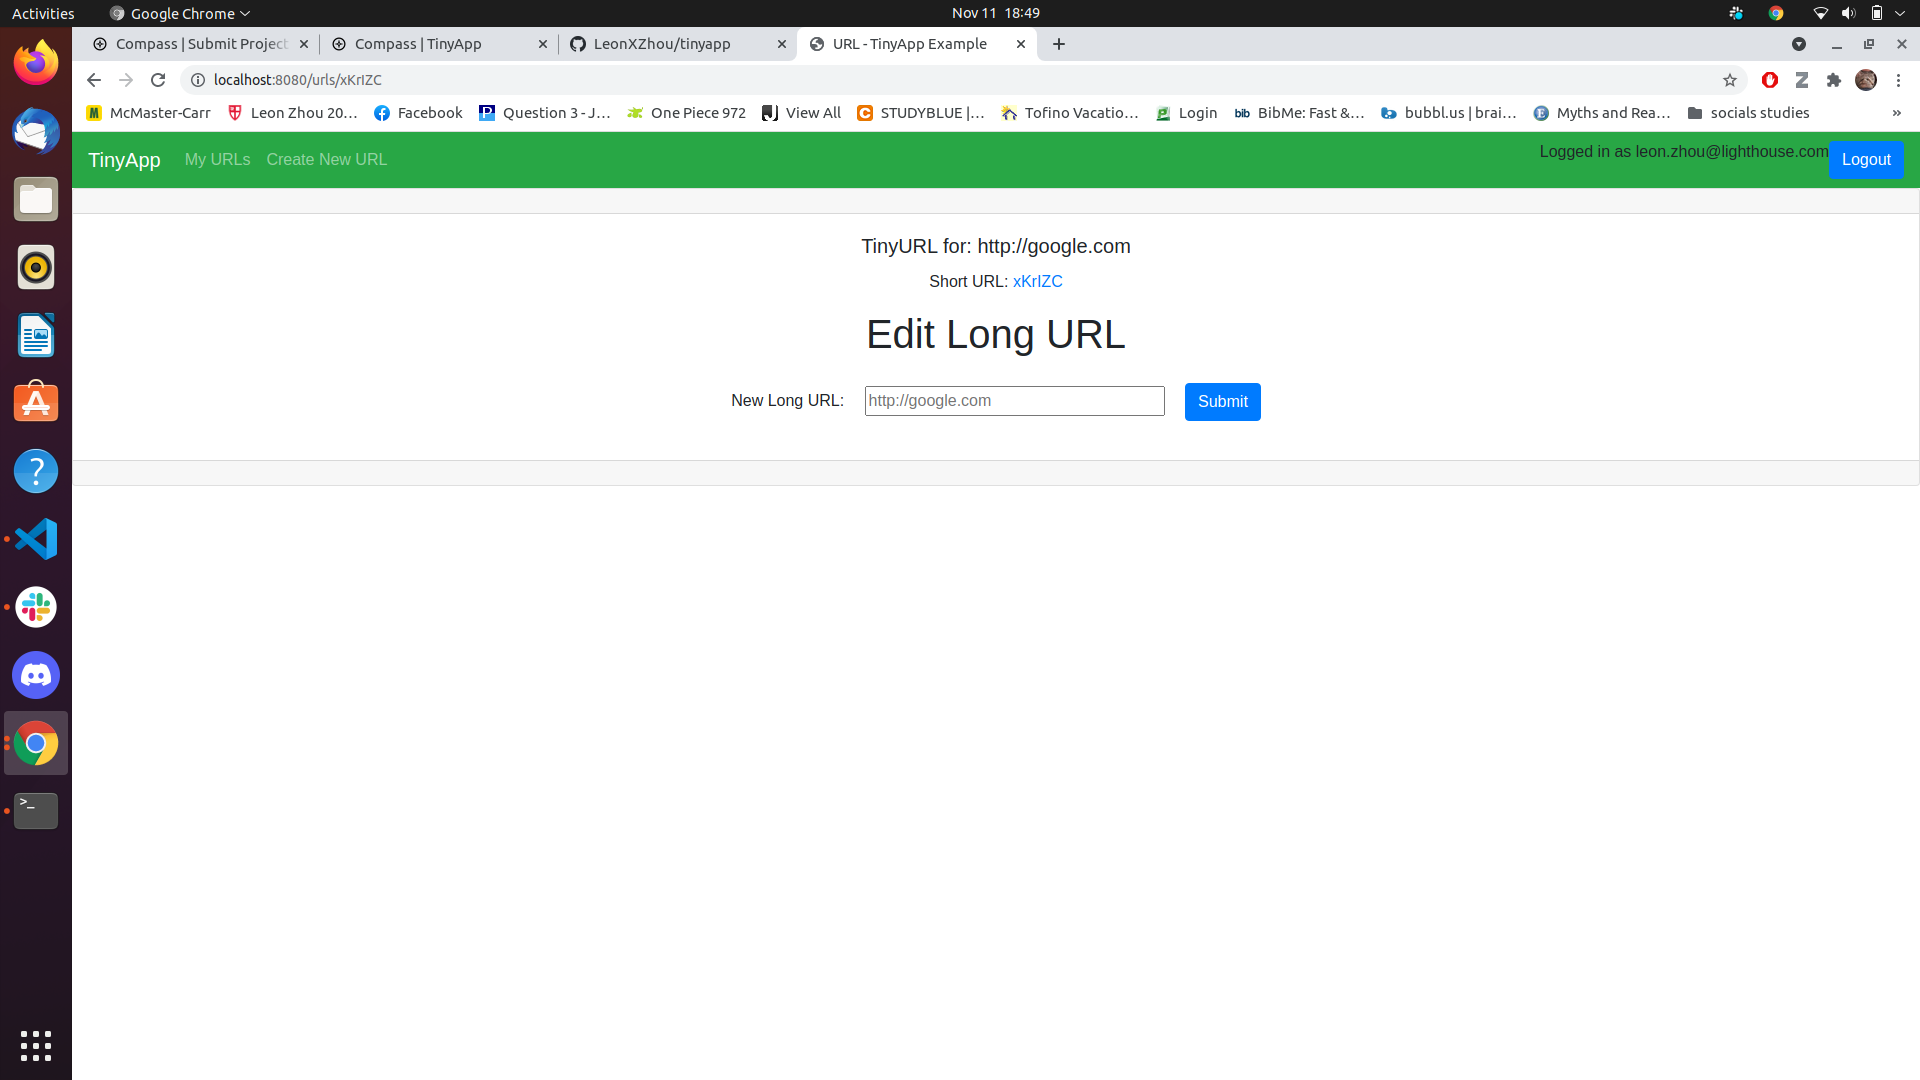 Activities Google Chrome Nov 11 18:49
Compass | Submit Project Compass | TinyApp LeonXZhou/tinyapp URL - TinyApp Example
localhost:8080/urls/xKrIZC
McMaster-Carr Leon Zhou 20… Facebook Question 3 - J… One Piece 972 View All STUDYBLUE |… Tofino Vacatio… Login BibMe: Fast &… bubbl.us | brai… Myths and Rea… socials studies »
TinyApp My URLs Create New URL Logged in as leon.zhou@lighthouse.com Logout
TinyURL for: http://google.com
Short URL: xKrIZC
Edit Long URL
New Long URL: http://google.com Submit